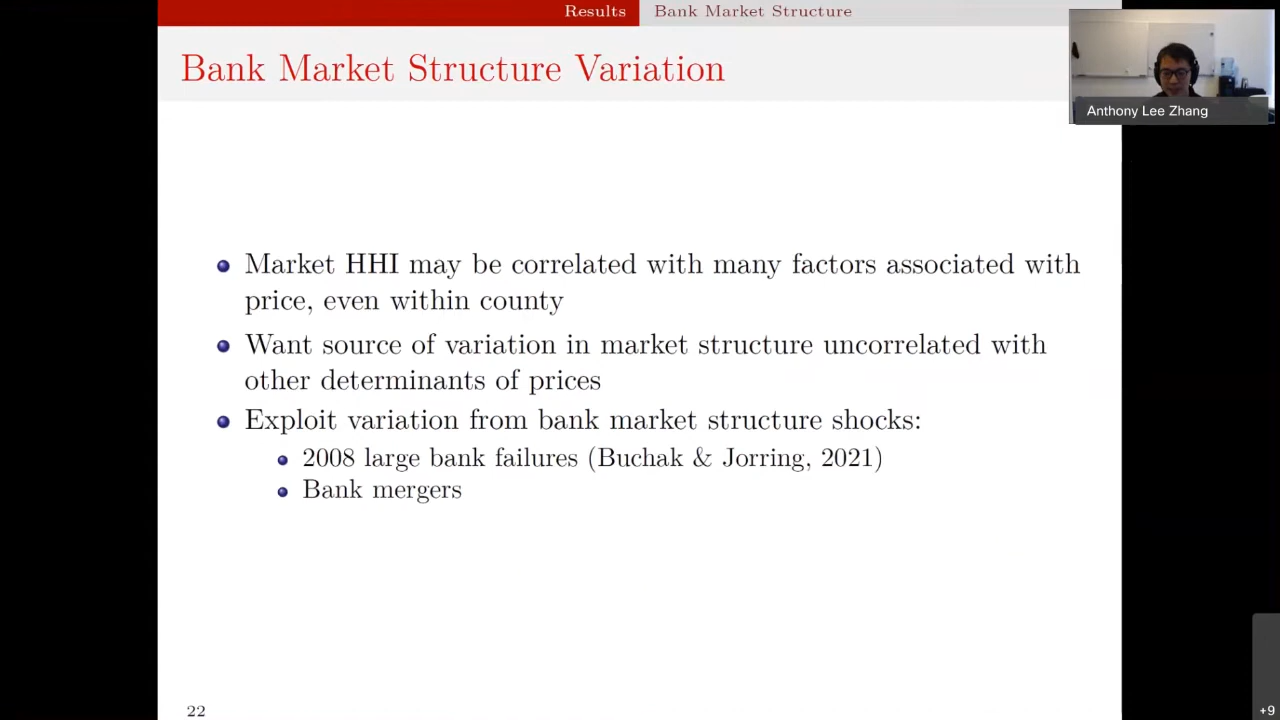 Results
Bank Market Structure
Bank Market Structure Variation
Anthony Lee Zhang
Market HHI may be correlated with many factors associated with
price, even within county
Want source of variation in market structure uncorrelated with
other determinants of prices
Exploit variation from bank market structure shocks:
2008 large bank failures (Buchak & Jorring, 2021)
Bank mergers
22
+9